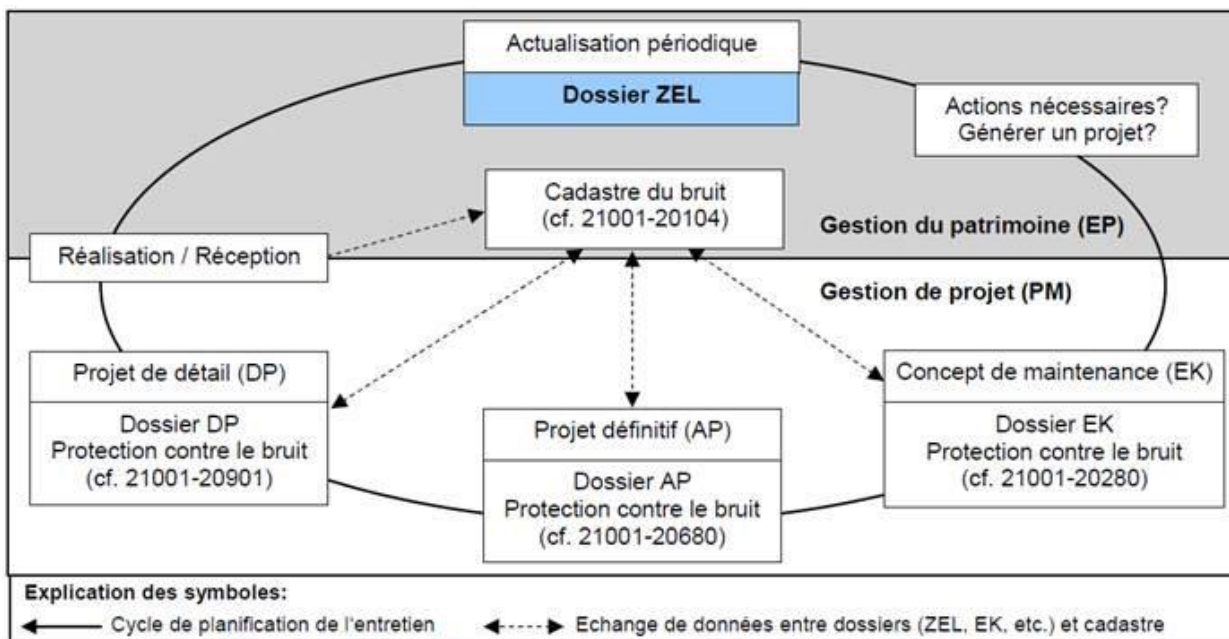 Actualisation périodique
Dossier ZEL
Actions nécessaires?
Générer un projet?
Cadastre du bruit
(cf. 21001-20104)
Gestion du patrimoine (EP)
Réalisation / Réception
Gestion de projet (PM)
Projet de détail (DP)
Dossier DP
Protection contre le bruit
(cf. 21001-20901)
Projet définitif (AP)
Dossier AP
Protection contre le bruit
(cf. 21001-20680)
Concept de maintenance (EK)
Dossier EK
Protection contre le bruit
(cf. 21001-20280)
Explication des symboles:
Cycle de planification de l'entretien
Echange de données entre dossiers (ZEL, EK, etc.) et cadastre